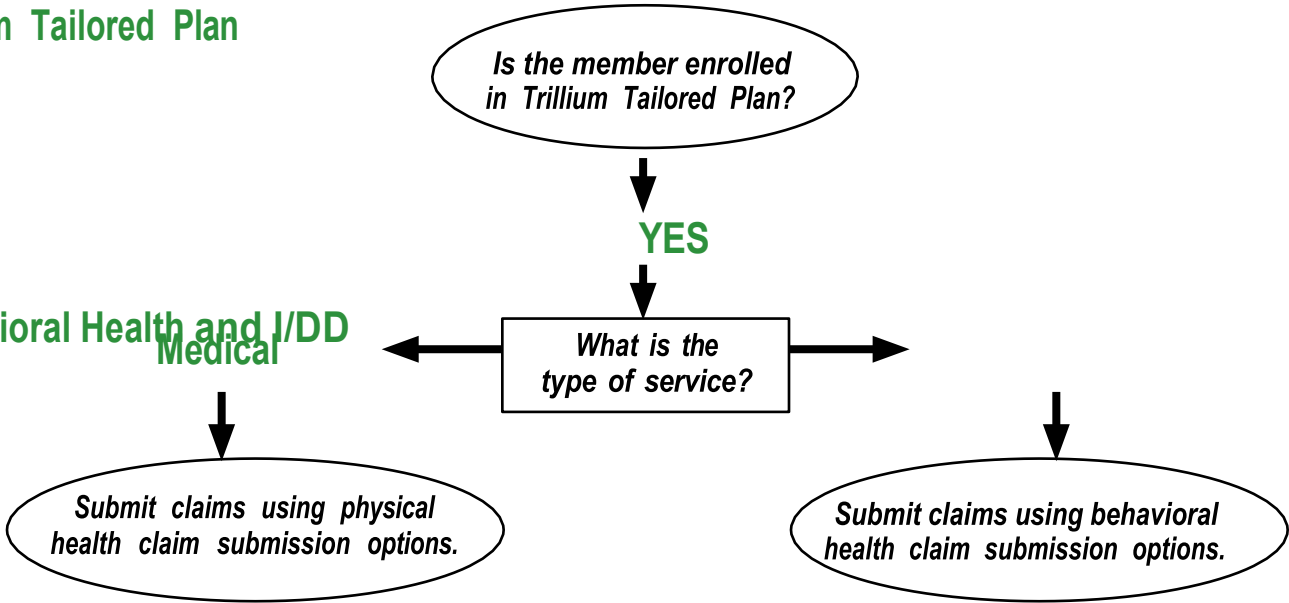 m Tailored Plan
Is the member enrolled
in Trillium Tailored Plan?
YES
ioral Health and I/DD
Medical
What is the
type of service?
Submit claims using physical
health claim submission options.
Submit claims using behavioral
health claim submission options.